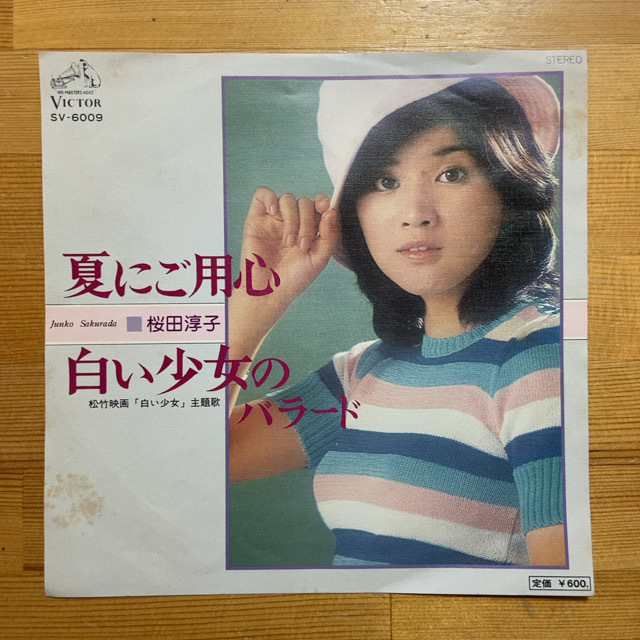 HIS MASTER'S VOICE
VICTOR
SV-6009
STEREO
夏にご用心
Junko Sakurada ■ 桜田淳子
白い少女の
バラード
松竹映画「白い少女」主題歌
定価 ¥600.